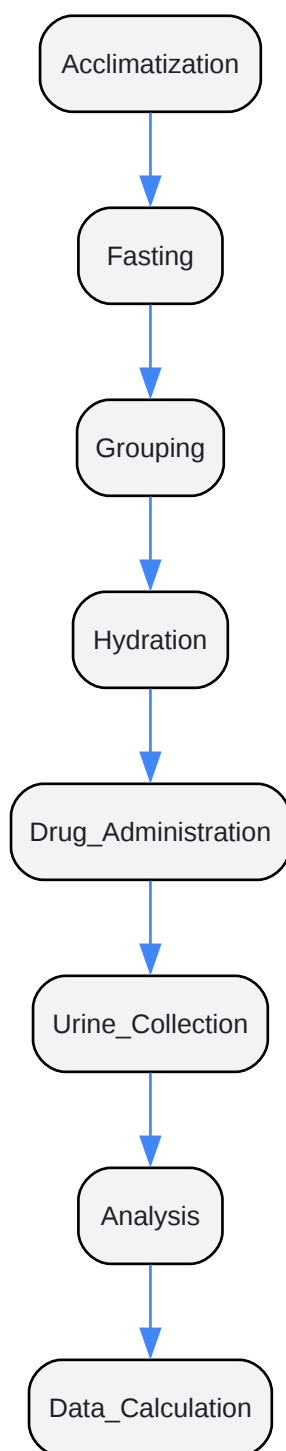 Acclimatization
Fasting
Grouping
Hydration
Drug_Administration
Urine_Collection
Analysis
Data_Calculation